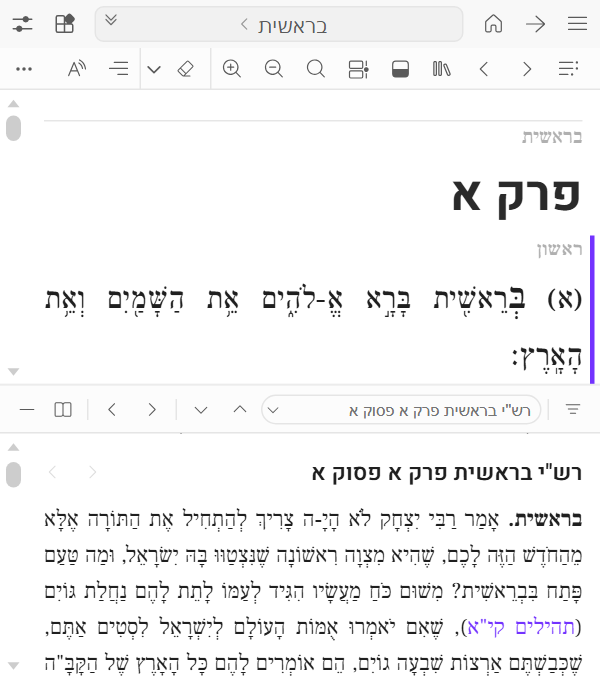 בראשית
בראשית
פרק א
ראשון
(א) בְּרֵאשִׁ֖ית בָּרָ֣א אֱ-לֹהִ֑ים אֵ֥ת הַשָּׁמַ֖יִם וְאֵ֥ת
הָאָֽרֶץ:
רש"י בראשית פרק א פסוק א
רש"י בראשית פרק א פסוק א
בראשית. אָמַר רַבִּי יִצְחָק לֹא הָיָ-ה צָרִיךְ לְהַתְחִיל אֶת הַתּוֹרָה אֶלָּא
מֵהַחֹדֶשׁ הַזֶּה לָכֶם, שֶׁהִיא מִצְוָה רִאשׁוֹנָה שֶׁנִּצְטַוּוּ בָּהּ יִשׂרָאֵל, וּמַה טַּעַם
פָּתַח בִּבְרֵאשִׁית? מִשּׁוּם כֹּחַ מַעֲשָׂיו הִגִּיד לְעַמּוֹ לָתֵת לָהֶם נַחֲלַת גּוֹיִם
(תהילים קי"א), שֶׁאִם יֹאמְרוּ אֻמּוֹת הָעוֹלָם לְיִשְׂרָאֵל לִסְטִים אַתֶּם,
שֶׁכְּבַשְׁתֶּם אַרְצוֹת שִׁבְעָה גוֹיִם, הֵם אוֹמְרִים לָהֶם כָּל הָאָרֶץ שֶׁל הַקָּבָּ"ה